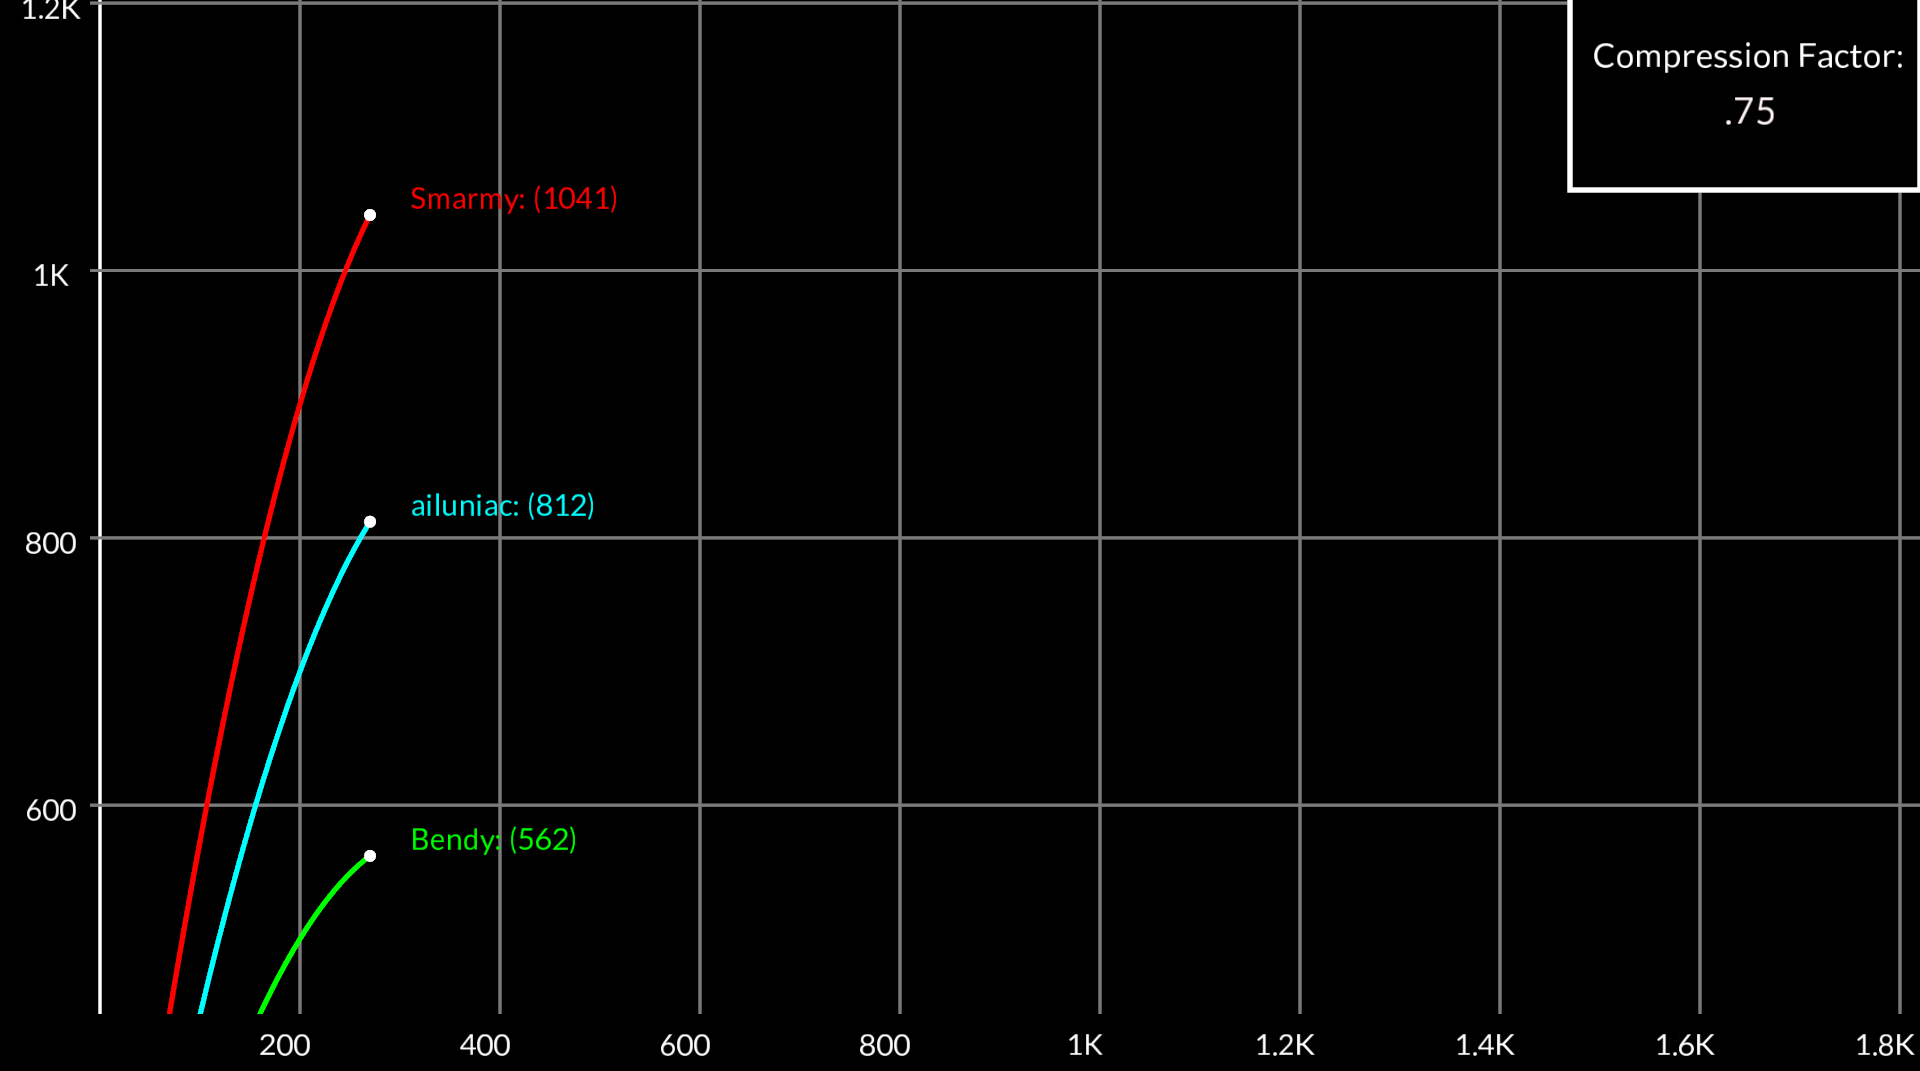 1.2K
Compression Factor:
.75
Smarmy: (1041)
1K
ailuniac: (812)
800
600
Bendy: (562)
200 400 600 800 1K 1.2K 1.4K 1.6K 1.8K